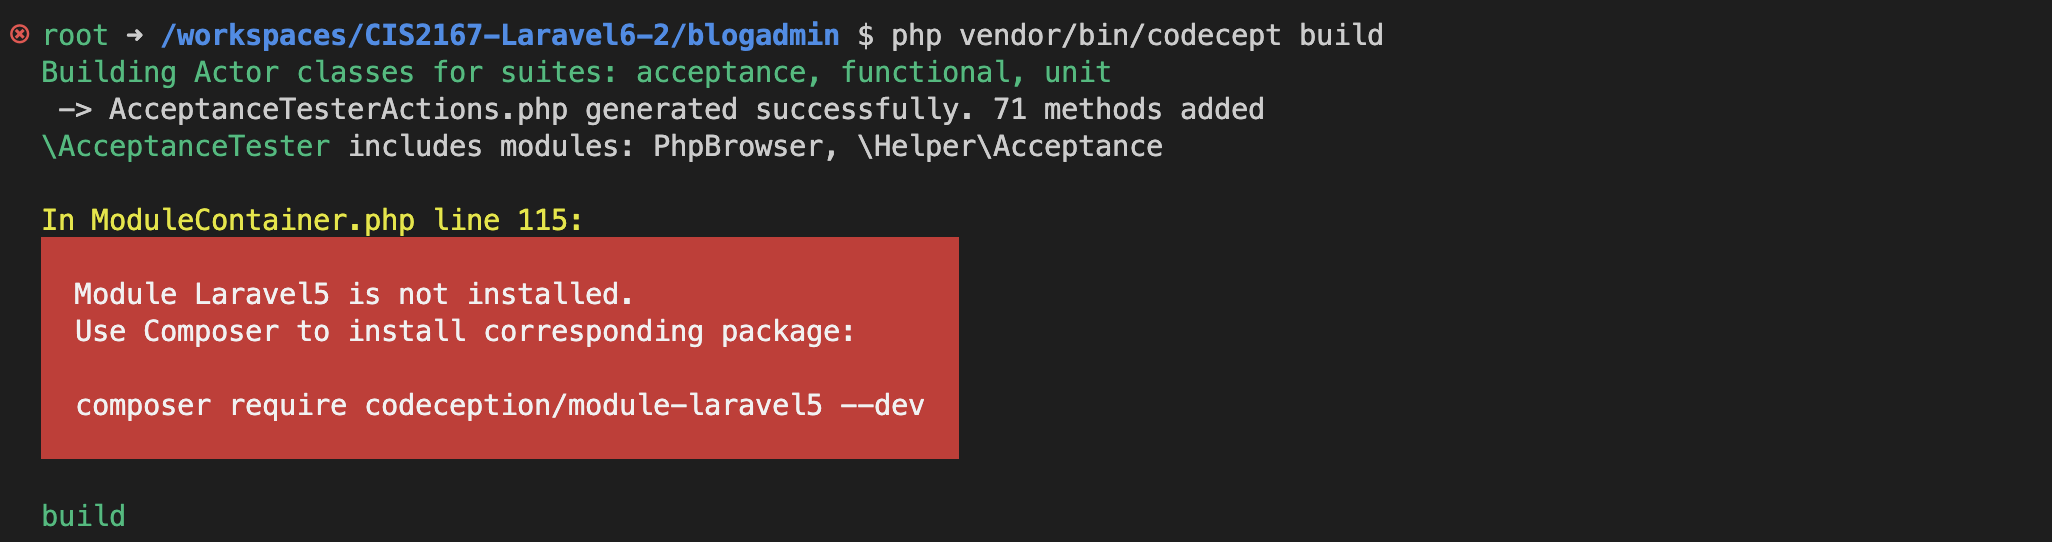 root ➜ /workspaces/CIS2167-Laravel6-2/blogadmin $ php vendor/bin/codecept build
Building Actor classes for suites: acceptance, functional, unit
 -> AcceptanceTesterActions.php generated successfully. 71 methods added
\AcceptanceTester includes modules: PhpBrowser, \Helper\Acceptance
In ModuleContainer.php line 115:
Module Laravel5 is not installed.
Use Composer to install corresponding package:
composer require codeception/module-laravel5 --dev
build